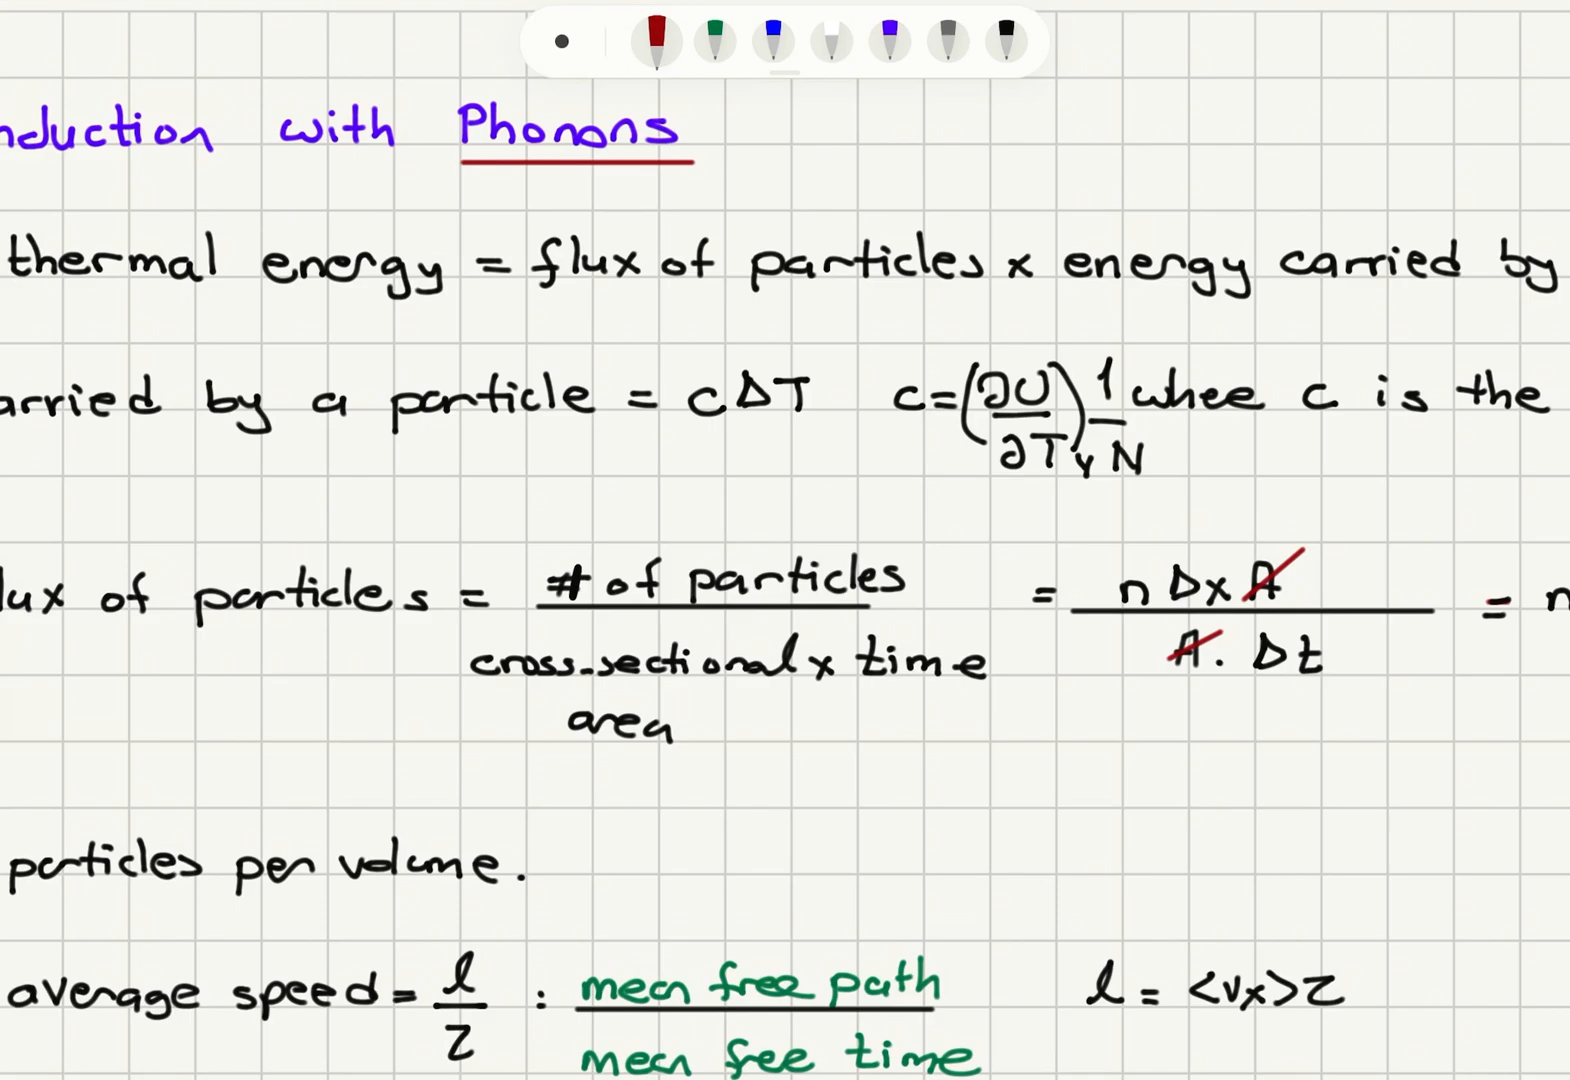 nduction with Phonons
thermal energy = flux of particles x energy carried by
arried by a particle = cΔT c=(∂U/∂T)ᵥ 1/N whee c is the
lux of particles = # of particles / cross-sectional x time = n Δx A / A. Δt = n
area
particles per volume.
average speed = l/τ : mean free path / mean free time l = <vx>τ